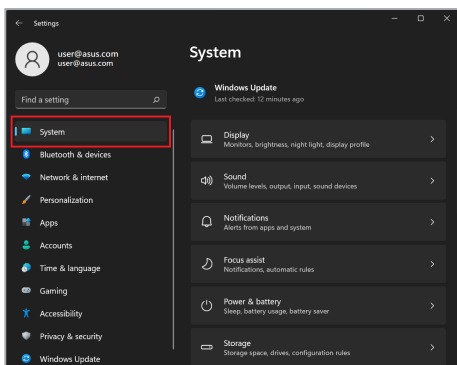 Settings
user@asus.com
user@asus.com
Find a setting
System
Bluetooth & devices
Network & internet
Personalization
Apps
Accounts
Time & language
Gaming
Accessibility
Privacy & security
Windows Update
System
Windows Update
Last checked: 12 minutes ago
Display
Monitors, brightness, night light, display profile
Sound
Volume levels, output, input, sound devices
Notifications
Alerts from apps and system
Focus assist
Notifications, automatic rules
Power & battery
Sleep, battery usage, battery saver
Storage
Storage space, drives, configuration rules